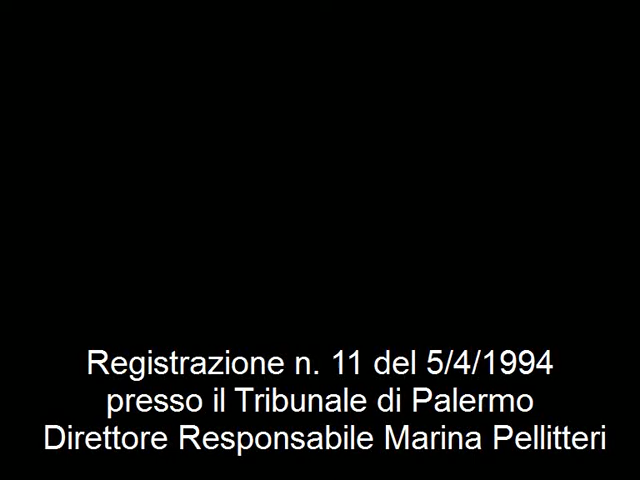 Registrazione n. 11 del 5/4/1994
presso il Tribunale di Palermo
Direttore Responsabile Marina Pellitteri